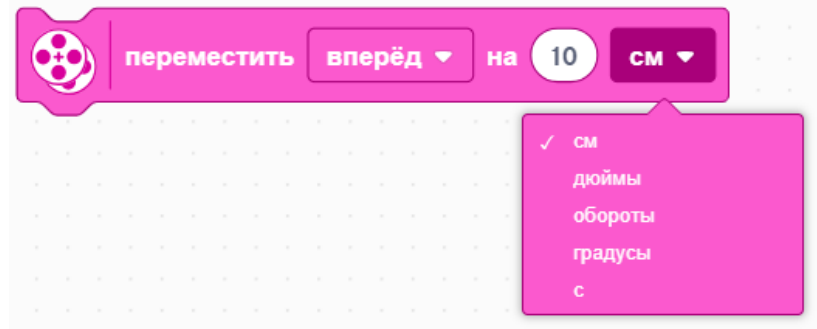 переместить вперёд на 10 см
см
дюймы
обороты
градусы
с